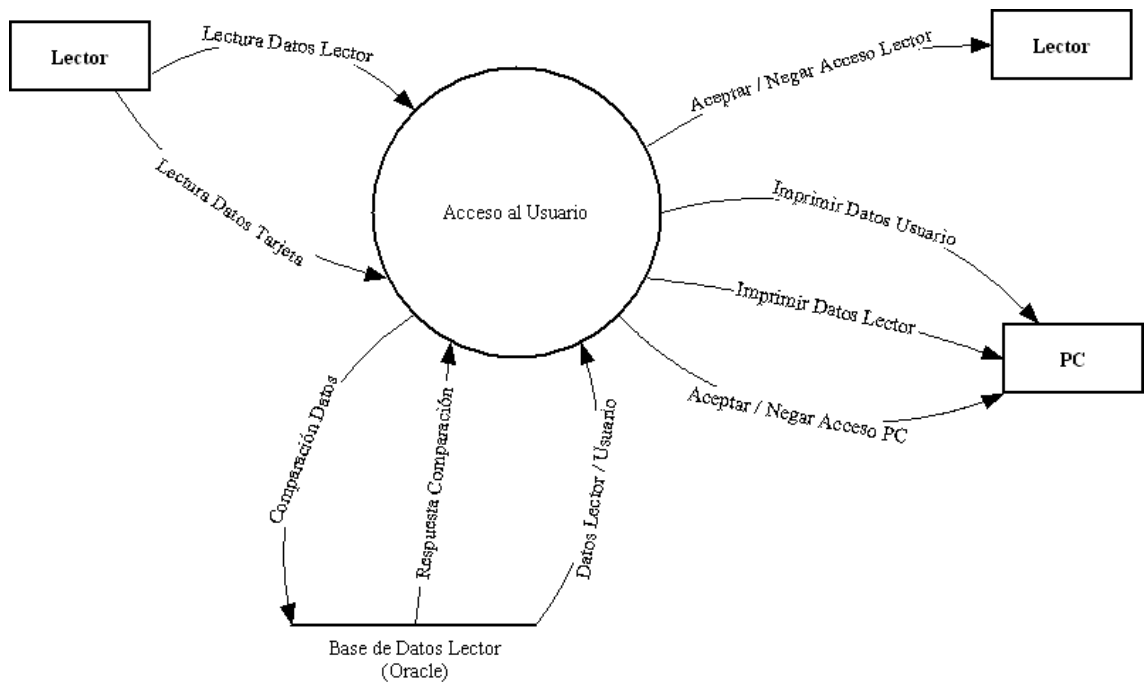 Lector
Lectura Datos Lector
Lectura Datos Tarjeta
Acceso al Usuario
Aceptar / Negar Acceso Lector
Lector
Imprimir Datos Usuario
Imprimir Datos Lector
Aceptar / Negar Acceso PC
PC
Comparación Datos
Respuesta Comparación
Datos Lector / Usuario
Base de Datos Lector
(Oracle)